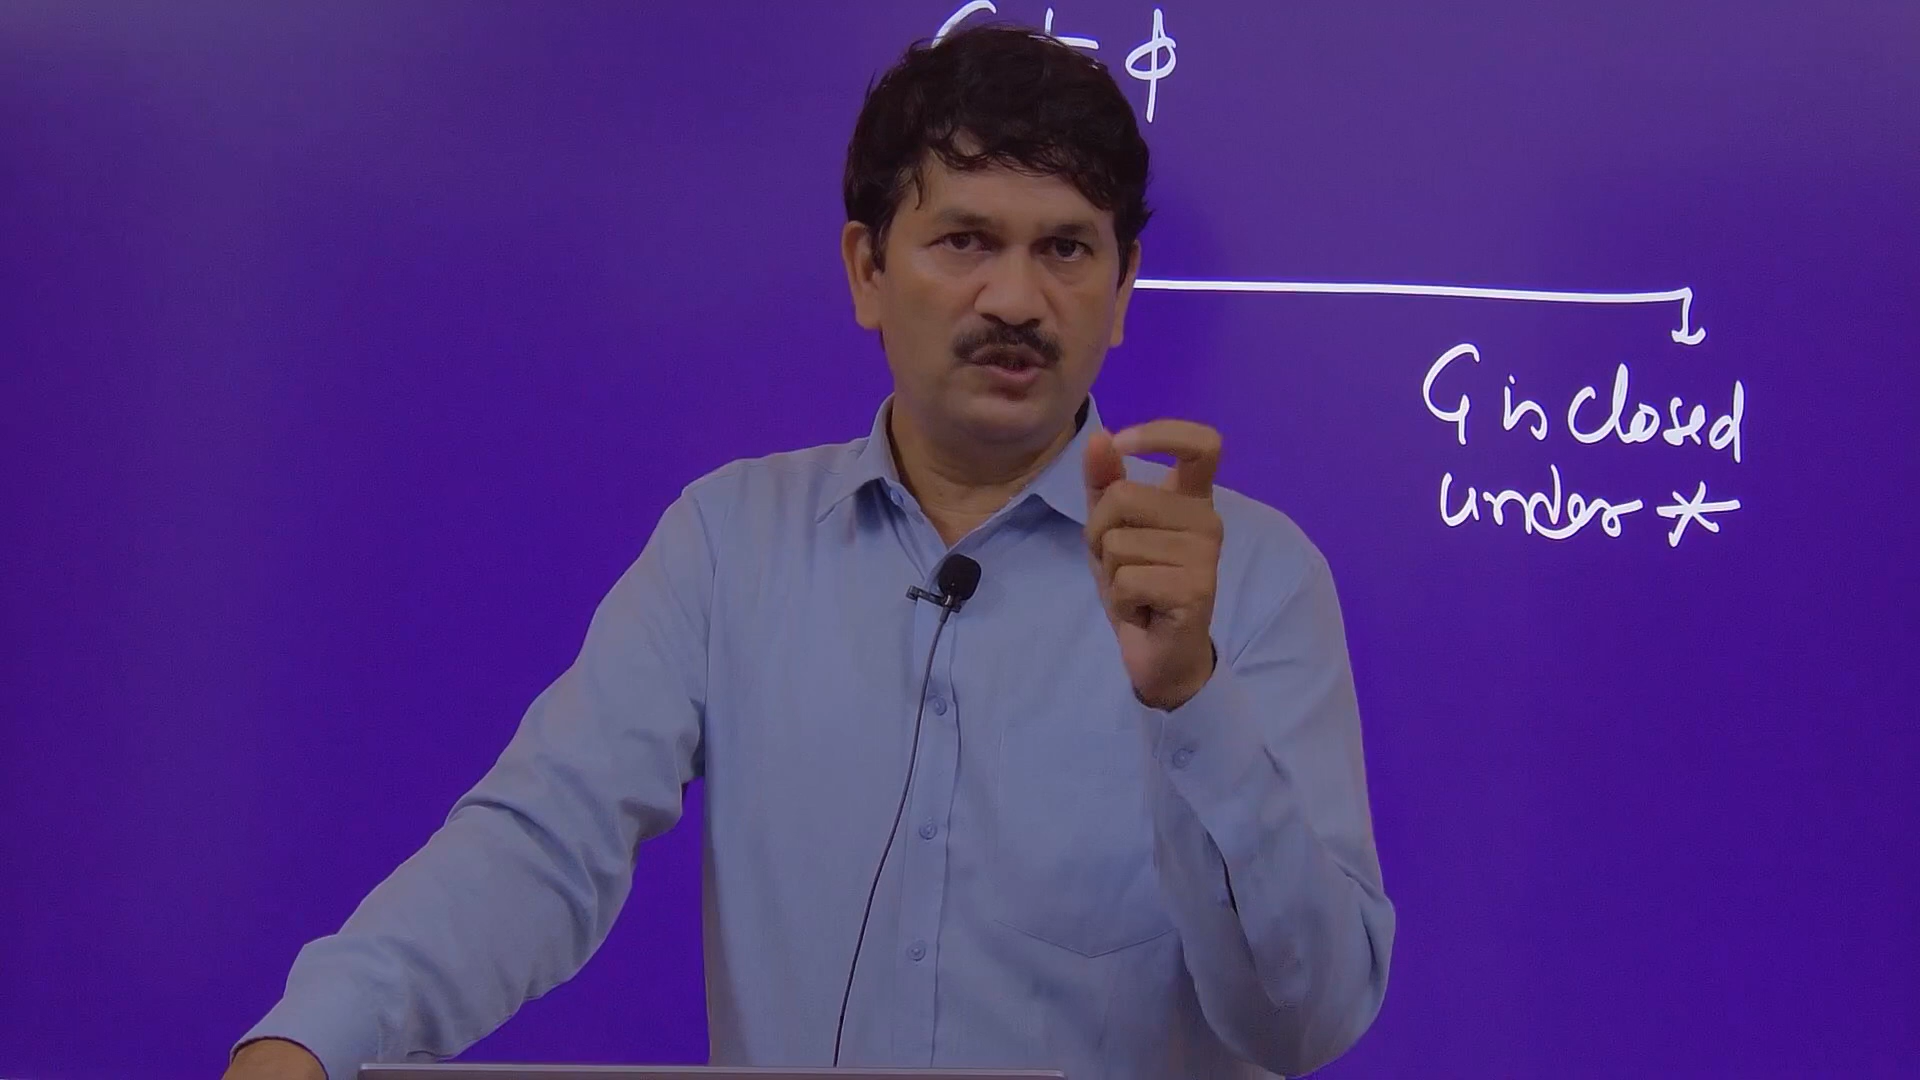 G ≠ ϕ
G is closed
under *